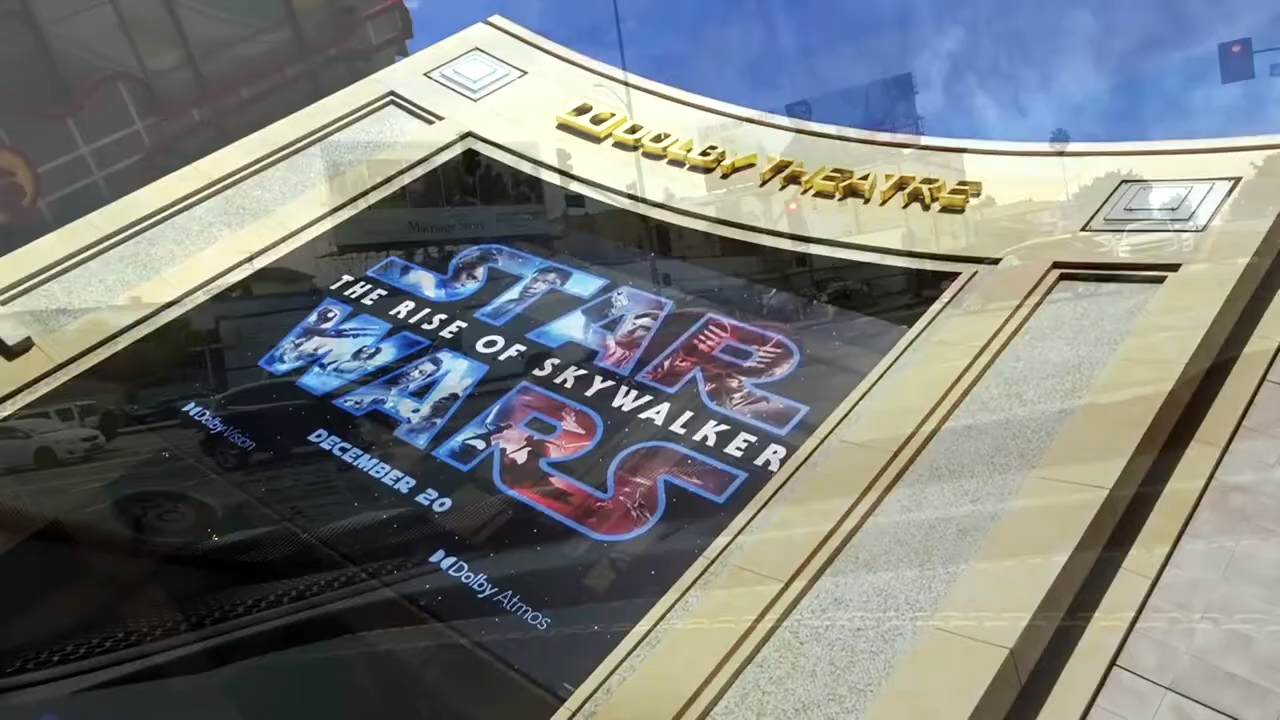 DOLBY THEATRE
STAR
THE RISE OF SKYWALKER
WARS
Dolby Vision
DECEMBER 20
Dolby Atmos